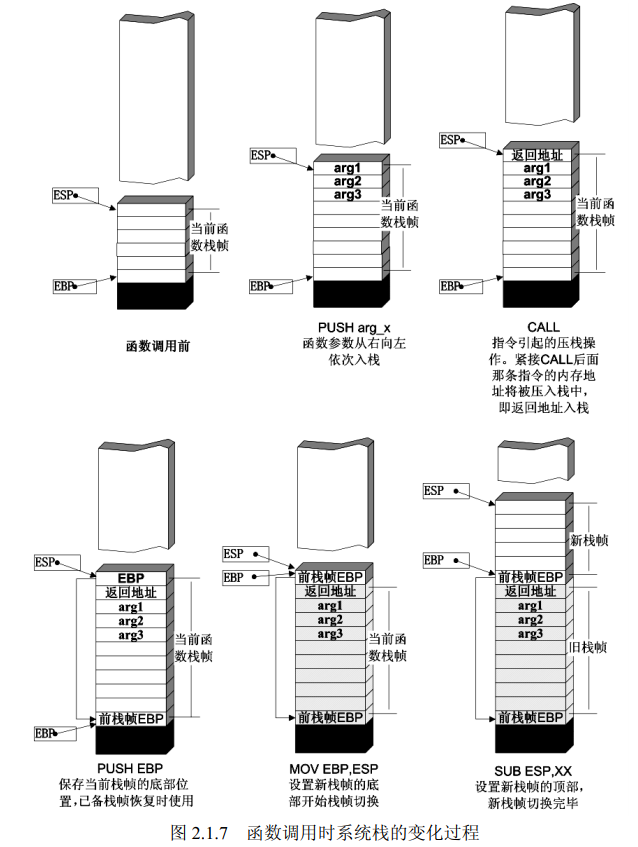 ESP
当前函
数栈帧
EBP
函数调用前
ESP
arg1
arg2
arg3
当前函
数栈帧
EBP
PUSH arg_x
函数参数从右向左
依次入栈
ESP
返回地址
arg1
arg2
arg3
当前函
数栈帧
EBP
CALL
指令引起的压栈操
作。紧接CALL后面
那条指令的内存地
址将被压入栈中，
即返回地址入栈
ESP
EBP
返回地址
arg1
arg2
arg3
当前函
数栈帧
前栈帧EBP
EBP
PUSH EBP
保存当前栈帧的底部位
置，已备栈帧恢复时使用
ESP
EBP
前栈帧EBP
返回地址
arg1
arg2
arg3
当前函
数栈帧
前栈帧EBP
MOV EBP,ESP
设置新栈帧的底
部开始栈帧切换
ESP
新栈帧
EBP
前栈帧EBP
返回地址
arg1
arg2
arg3
旧栈帧
前栈帧EBP
SUB ESP,XX
设置新栈帧的顶部，
新栈帧切换完毕
图 2.1.7 函数调用时系统栈的变化过程